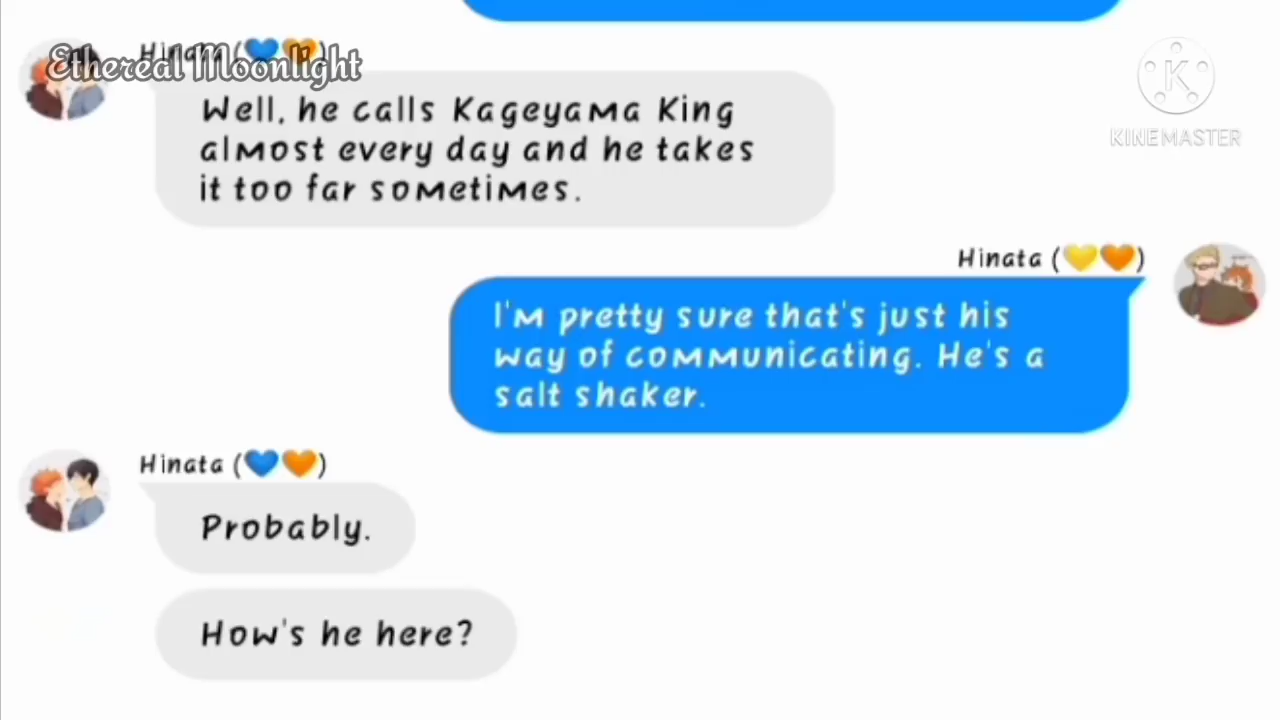 Hinata (💙🧡)
Ethereal Moonlight
Well, he calls Kageyama King
almost every day and he takes
it too far sometimes.
KINEMASTER
Hinata (💛🧡)
I'm pretty sure that's just his
way of communicating. He's a
salt shaker.
Hinata (💙🧡)
Probably.
How's he here?